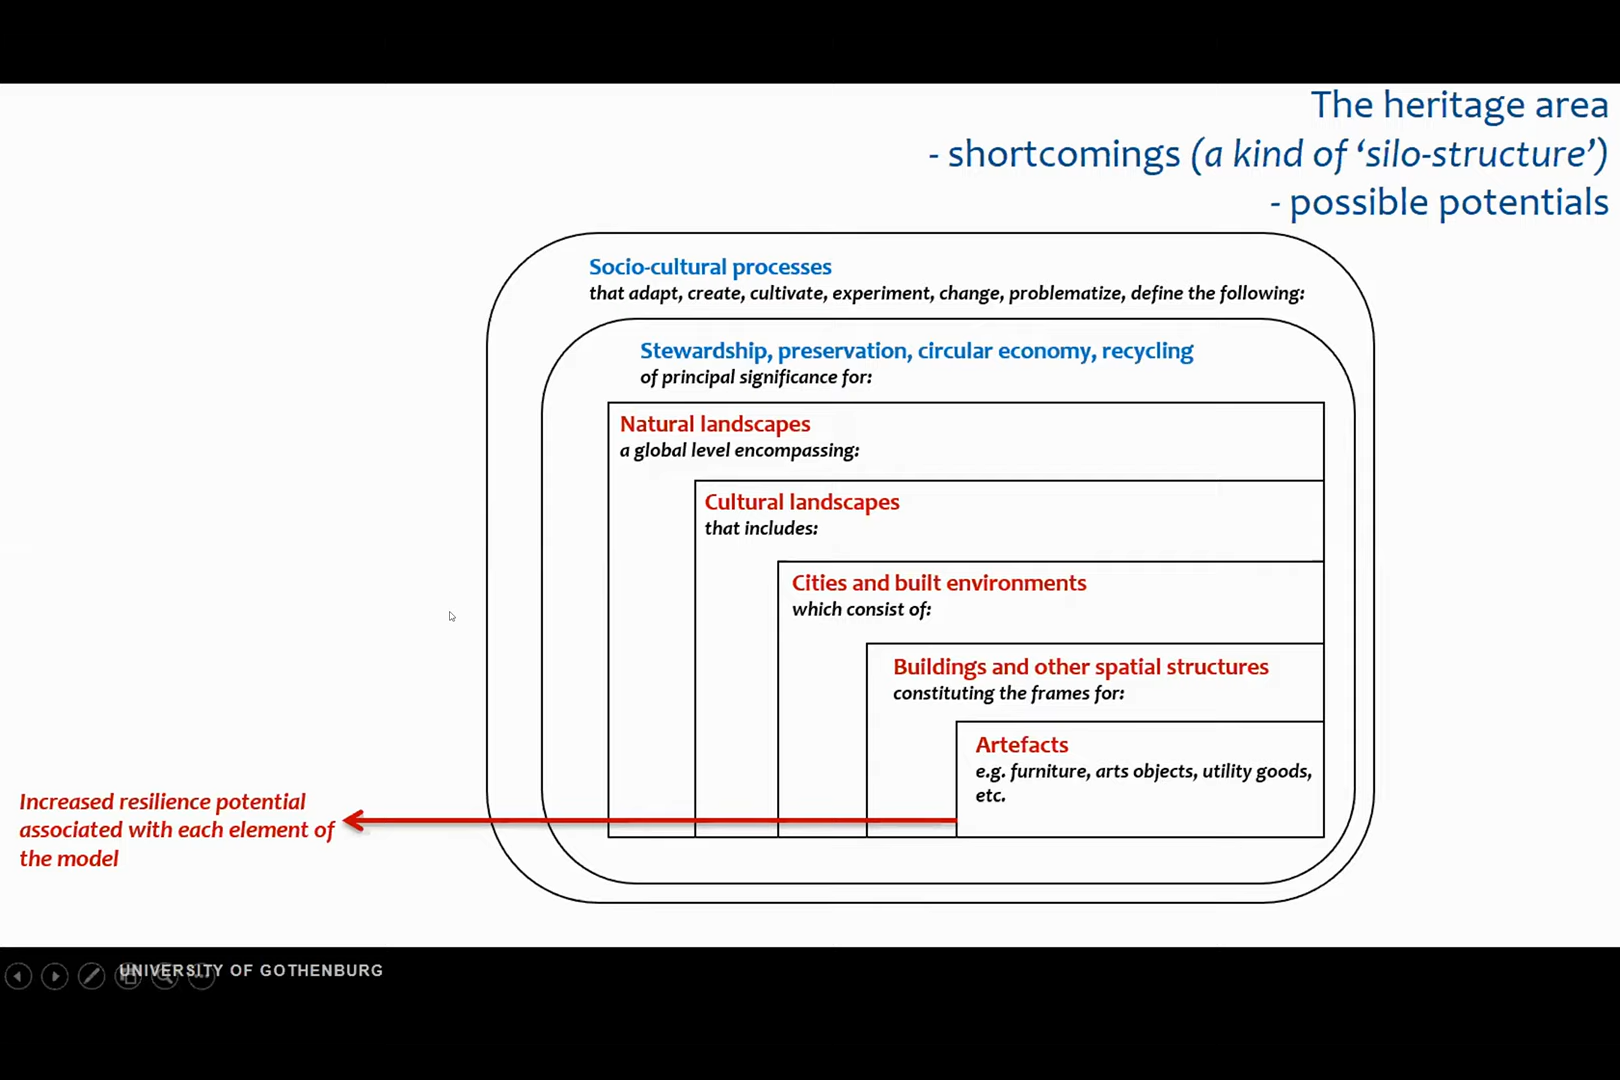 The heritage area
- shortcomings (a kind of ‘silo-structure’)
- possible potentials
Socio-cultural processes
that adapt, create, cultivate, experiment, change, problematize, define the following:
Stewardship, preservation, circular economy, recycling
of principal significance for:
Natural landscapes
a global level encompassing:
Cultural landscapes
that includes:
Cities and built environments
which consist of:
Buildings and other spatial structures
constituting the frames for:
Artefacts
e.g. furniture, arts objects, utility goods,
etc.
Increased resilience potential
associated with each element of
the model
UNIVERSITY OF GOTHENBURG